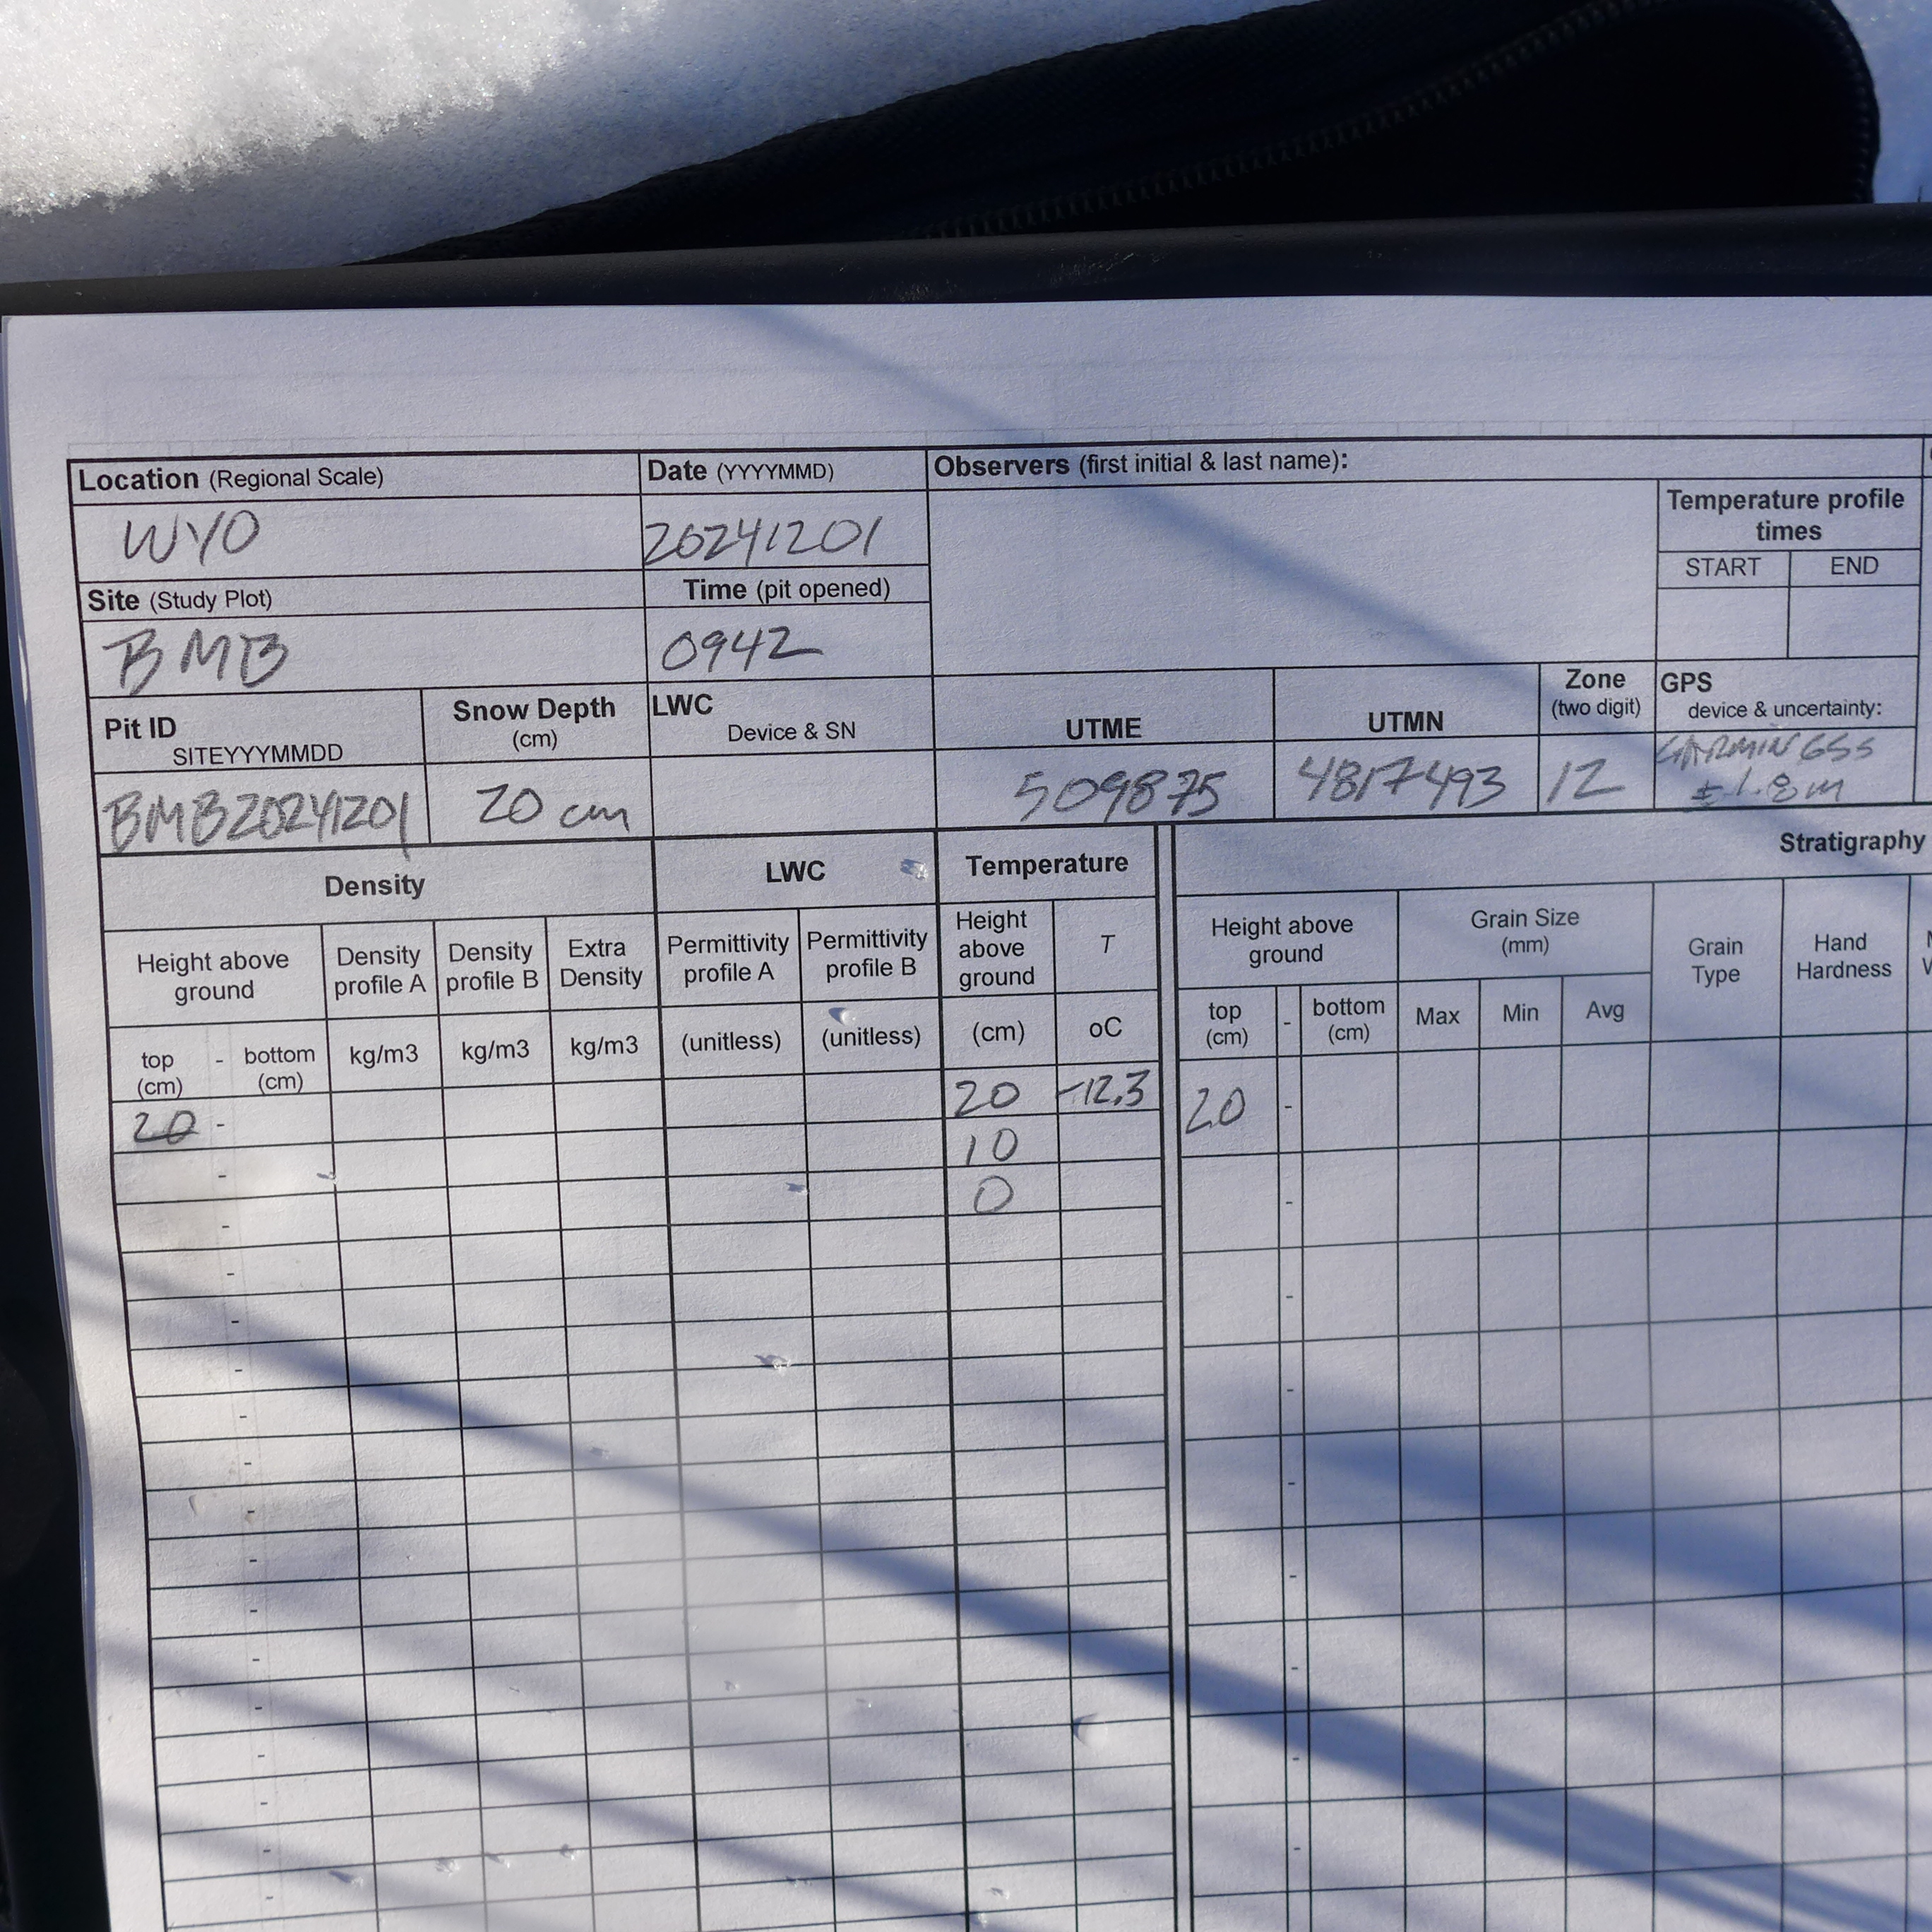 Location (Regional Scale)
WYO
Date (YYYYMMD)
20241201
Observers (first initial & last name):
Temperature profile
times
START END
Site (Study Plot)
BMB
Time (pit opened)
0942
Pit ID
SITEYYYMMDD
BMB20241201
Snow Depth
(cm)
20 cm
LWC
Device & SN
UTME
509875
UTMN
4817493
Zone
(two digit)
12
GPS
device & uncertainty:
GARMIN 65s
± 1.8 m
Density
LWC
Temperature
Stratigraphy
Height above
ground
top
(cm)
-
bottom
(cm)
Density
profile A
kg/m3
Density
profile B
kg/m3
Extra
Density
kg/m3
Permittivity
profile A
(unitless)
Permittivity
profile B
(unitless)
Height
above
ground
(cm)
T
oC
Height above
ground
top
(cm)
-
bottom
(cm)
Grain Size
(mm)
Max Min Avg
Grain
Type
Hand
Hardness
20 - 20 -12.3 20 -
10
0